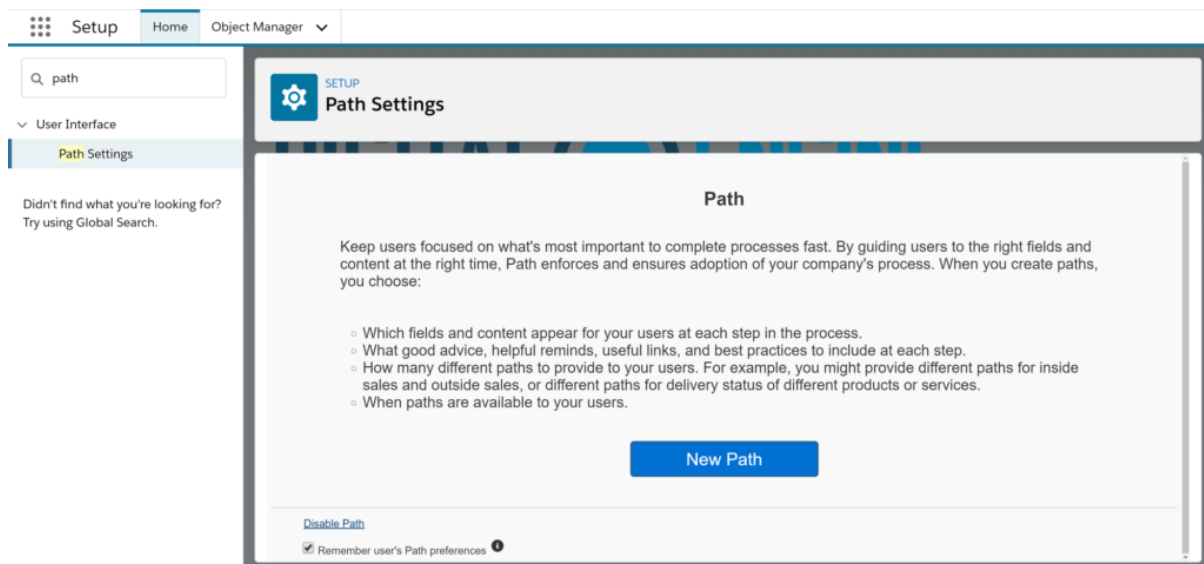 Setup
Home
Object Manager
path
User Interface
Path Settings
Didn't find what you're looking for?
Try using Global Search.
SETUP
Path Settings
Path
Keep users focused on what's most important to complete processes fast. By guiding users to the right fields and
content at the right time, Path enforces and ensures adoption of your company's process. When you create paths,
you choose:
Which fields and content appear for your users at each step in the process.
What good advice, helpful reminds, useful links, and best practices to include at each step.
How many different paths to provide to your users. For example, you might provide different paths for inside
sales and outside sales, or different paths for delivery status of different products or services.
When paths are available to your users.
New Path
Disable Path
Remember user's Path preferences